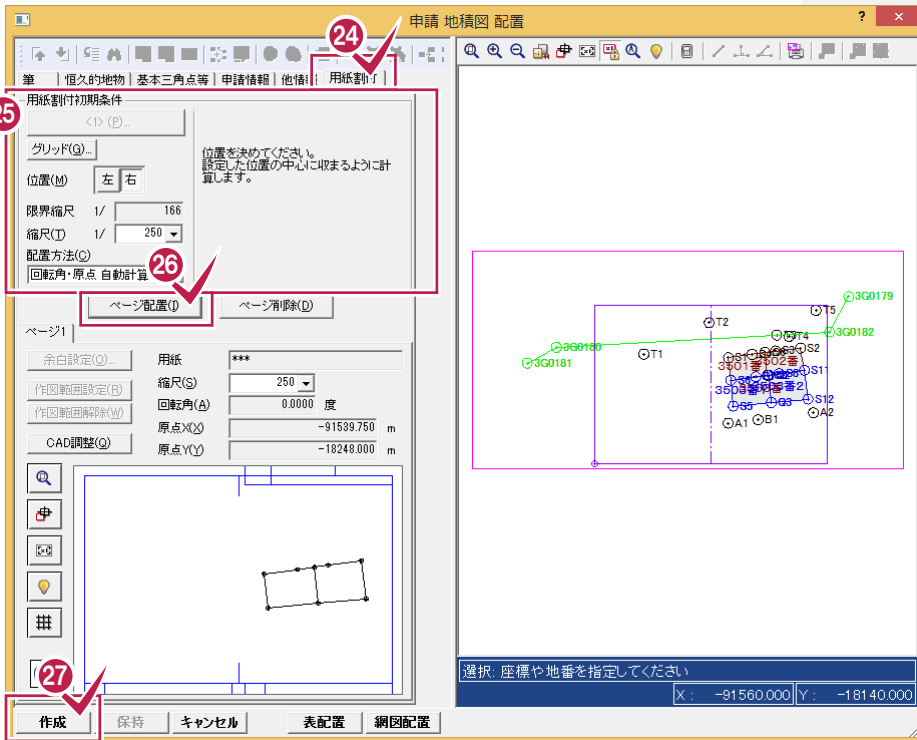 申請 地積図 配置
?
×
24
筆
恒久的地物
基本三角点等
申請情報
用紙割付
25
用紙割付初期条件
<1> (P)...
グリッド(G)...
位置を決めてください。
設定した位置の中心に収まるように計
算します。
位置(M)
左
右
限界縮尺 1/ 166
縮尺(T) 1/ 250
配置方法(C)
回転角・原点 自動計算
26
ページ配置(I)
ページ削除(D)
ページ1
余白設定(O)...
用紙 ***
作図範囲設定(R)
縮尺(S) 250
作図範囲解除(W)
回転角(A) 0.0000 度
原点X(X) -91539.750 m
CAD調整(Q)
原点Y(Y) -18248.000 m
27
作成
保持
キャンセル
表配置
網図配置
3G0179
T5
T2
3G0182
T4
3G0180
3G0181
T1
S2
S11
S5
Q3
S12
A1
B1
A2
選択: 座標や地番を指定してください
X : -91560.000
Y : -18140.000